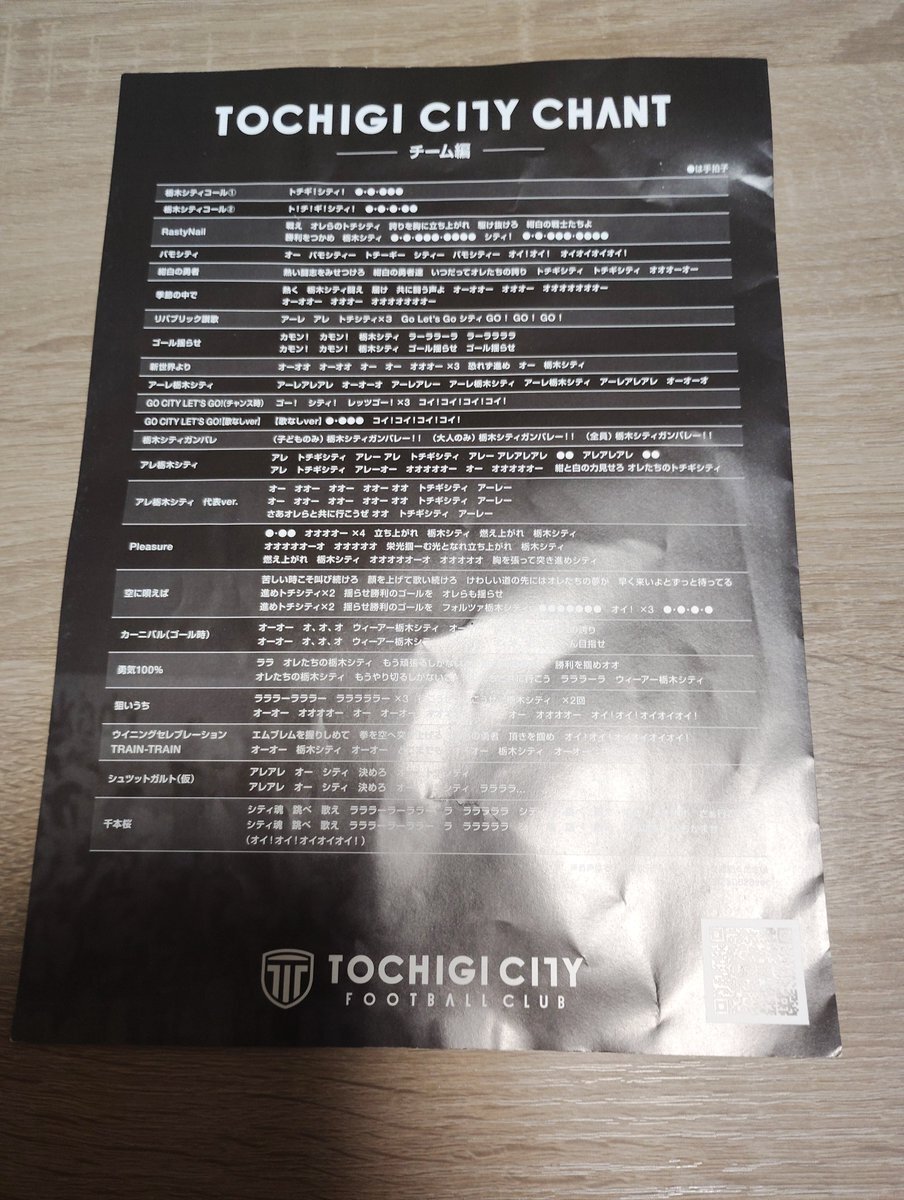 TOCHIGI CITY CHANT
チーム編
●は手拍子
栃木シティコール① トチギ!シティ! ●・●・●●●
栃木シティコール② ト!チ!ギ!シティ! ●・●・●・●●
RastyNail 戦え オレらのトチシティ 誇りを胸に立ち上がれ 駆け抜けろ 紺白の戦士たちよ
勝利をつかめ 栃木シティ ●・●・●●●・●●●● シティ! ●・●・●●●・●●●●
バモシティ オー バモシティー トチーギー シティー バモシティー オイ!オイ! オイオイオイオイ!
紺白の勇者 熱い闘志をみせつけろ 紺白の勇者達 いつだってオレたちの誇り トチギシティ トチギシティ オオオーオー
季節の中で 熱く 栃木シティ闘え 届け 共に闘う声よ オーオオー オオオー オオオオオオオー
オーオオー オオオー オオオオオオオー
リパブリック讃歌 アーレ アレ トチシティ×3 Go Let's Go シティ GO! GO! GO!
ゴール揺らせ カモン! カモン! 栃木シティ ラーララーラ ラーララララ
カモン! カモン! 栃木シティ ゴール揺らせ ゴール揺らせ
新世界より オーオオ オーオオ オー オー オオオー ×3 恐れず進め オー 栃木シティ
アーレ栃木シティ アーレアレアレ オーオーオ アーレアレー アーレ栃木シティ アーレ栃木シティ アーレアレアレ オーオーオ
GO CITY LET'S GO!(チャンス時) ゴー! シティ! レッツゴー! ×3 コイ!コイ!コイ!コイ!
GO CITY LET'S GO![歌なしver] 【歌なしver】 ●・●●● コイ!コイ!コイ!コイ!
栃木シティガンバレ (子どものみ) 栃木シティガンバレー!! (大人のみ) 栃木シティガンバレー!! (全員) 栃木シティガンバレー!!
アレ栃木シティ アレ トチギシティ アレー アレ トチギシティ アレー アレアレアレ ●● アレアレアレ ●●
アレ トチギシティ アレーオー オオオオオー オー オオオオオー 紺と白の力見せろ オレたちのトチギシティ
アレ栃木シティ 代表ver. オー オオー オオー オオーオオ トチギシティ アーレー
オー オオー オオー オオーオオ トチギシティ アーレー
さあオレらと共に行こうぜ オオ トチギシティ アーレー
Pleasure ●・●● オオオオー ×4 立ち上がれ 栃木シティ 燃え上がれ 栃木シティ
オオオオオーオ オオオオオ 栄光掴ーむ光となれ立ち上がれ 栃木シティ
燃え上がれ 栃木シティ オオオオオーオ オオオオオ 胸を張って突き進めシティ
空に唄えば 苦しい時こそ叫び続けろ 顔を上げて歌い続けろ けわしい道の先にはオレたちの夢が 早く来いよとずっと待ってる
進めトチシティ×2 揺らせ勝利のゴールを オレらも揺らせ
進めトチシティ×2 揺らせ勝利のゴールを フォルツァ栃木シティ ●●●●●●● オイ! ×3 ●・●・●・●
カーニバル(ゴール時) オーオー オ、オ、オ ウィーアー栃木シティ の誇り
オーオー オ、オ、オ ウィーアー栃木シティ 目指せ
勇気100% ララ オレたちの栃木シティ もう頑張るしかない 勝利を掴めオオ
オレたちの栃木シティ もうやり切るしかない に行こう ララララーラ ウィーアー栃木シティ
狙いうち ラララーラララー ララララララー ×3 栃木シティ ×2回
オーオー オオオオー オー オーオー オー オオオオー オイ!オイ!オイオイオイ!
ウイニングセレブレーション
TRAIN-TRAIN エムブレムを握りしめて 拳を空へ突 の勇者 頂きを掴め オイ!オイ!オイオイオイオイ!
オーオー 栃木シティ オーオー オー 栃木シティ オーオー
シュツットガルト(仮) アレアレ オー シティ 決めろ シティ
アレアレ オー シティ 決めろ シティ ララララ...
千本桜 シティ魂 跳べ 歌え ラララーラーララー ラ ララララララ
シティ魂 跳べ 歌え ラララーラーララー ラ ララララララ
(オイ!オイ!オイオイオイ!)
TOCHIGI CITY
FOOTBALL CLUB